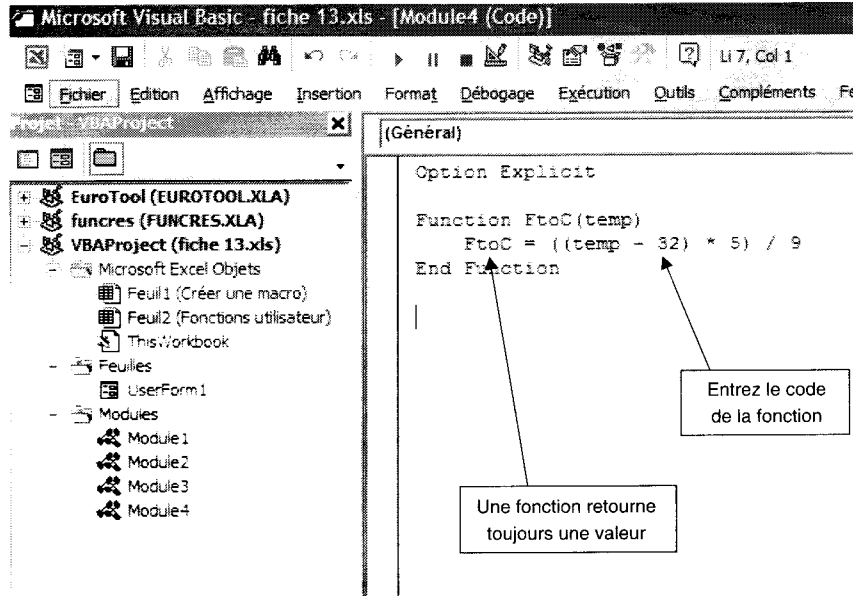 Microsoft Visual Basic - fiche 13.xls - [Module4 (Code)]
Li 7, Col 1
Fichier Edition Affichage Insertion Format Débogage Exécution Outils Compléments Fe
Projet - VBAProject
(Général)
EuroTool (EUROTOOL.XLA)
funcres (FUNCRES.XLA)
VBAProject (fiche 13.xls)
Microsoft Excel Objets
Feuil1 (Créer une macro)
Feuil2 (Fonctions utilisateur)
ThisWorkbook
Feuilles
UserForm1
Modules
Module1
Module2
Module3
Module4
Option Explicit
Function FtoC(temp)
FtoC = ((temp - 32) * 5) / 9
End Function
Entrez le code
de la fonction
Une fonction retourne
toujours une valeur